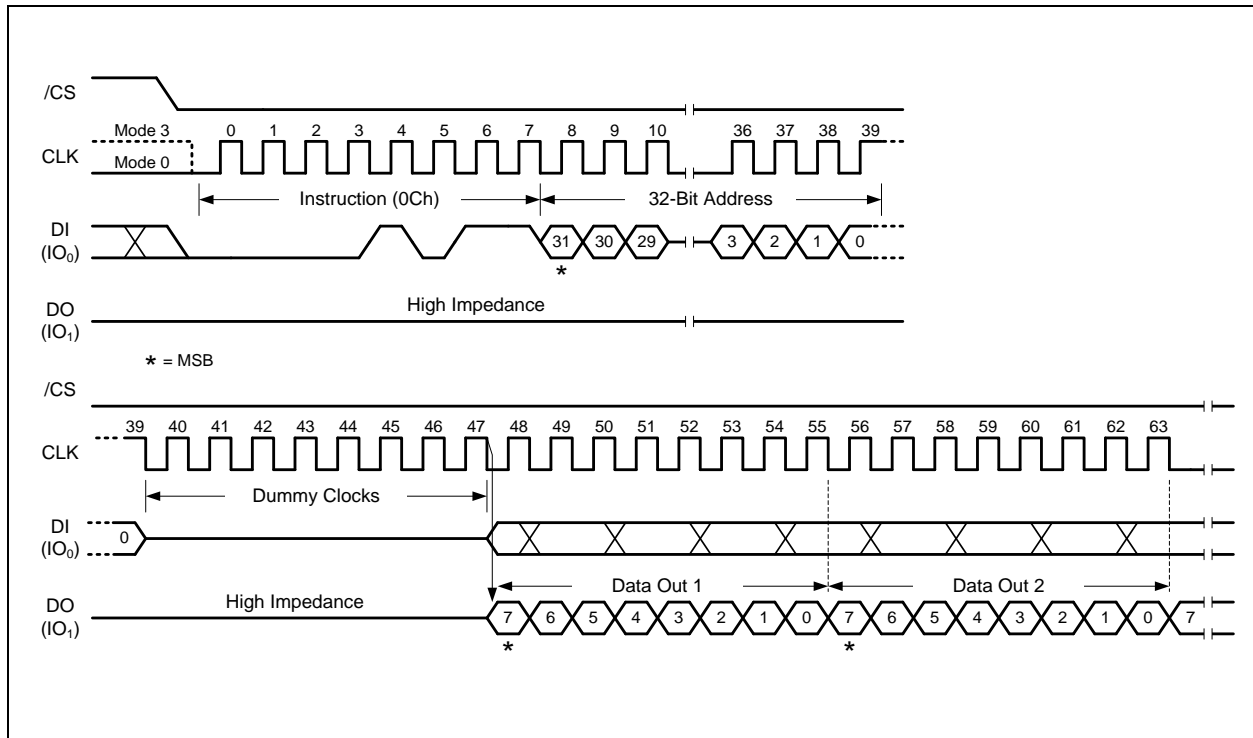 /CS
Mode 3 0 1 2 3 4 5 6 7 8 9 10 36 37 38 39
CLK
Mode 0
Instruction (0Ch) 32-Bit Address
DI
(IO₀)
31 30 29 3 2 1 0
*
High Impedance
DO
(IO₁)
* = MSB
/CS
39 40 41 42 43 44 45 46 47 48 49 50 51 52 53 54 55 56 57 58 59 60 61 62 63
CLK
Dummy Clocks
DI
(IO₀)
0
Data Out 1 Data Out 2
High Impedance
DO
(IO₁)
7 6 5 4 3 2 1 0 7 6 5 4 3 2 1 0 7
* *